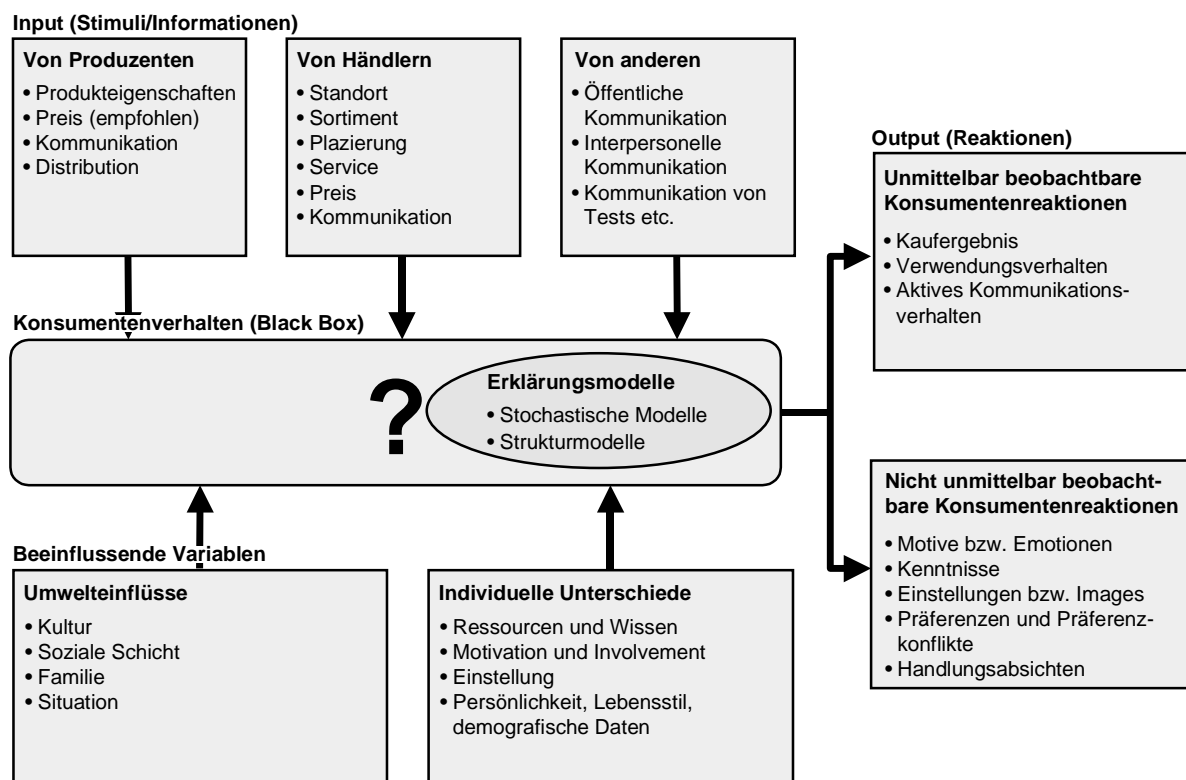 Input (Stimuli/Informationen)
Von Produzenten
• Produkteigenschaften
• Preis (empfohlen)
• Kommunikation
• Distribution
Von Händlern
• Standort
• Sortiment
• Plazierung
• Service
• Preis
• Kommunikation
Von anderen
• Öffentliche
Kommunikation
• Interpersonelle
Kommunikation
• Kommunikation von
Tests etc.
Konsumentenverhalten (Black Box)
?
Erklärungsmodelle
• Stochastische Modelle
• Strukturmodelle
Beeinflussende Variablen
Umwelteinflüsse
• Kultur
• Soziale Schicht
• Familie
• Situation
Individuelle Unterschiede
• Ressourcen und Wissen
• Motivation und Involvement
• Einstellung
• Persönlichkeit, Lebensstil,
demografische Daten
Output (Reaktionen)
Unmittelbar beobachtbare
Konsumentenreaktionen
• Kaufergebnis
• Verwendungsverhalten
• Aktives Kommunikations-
verhalten
Nicht unmittelbar beobacht-
bare Konsumentenreaktionen
• Motive bzw. Emotionen
• Kenntnisse
• Einstellungen bzw. Images
• Präferenzen und Präferenz-
konflikte
• Handlungsabsichten